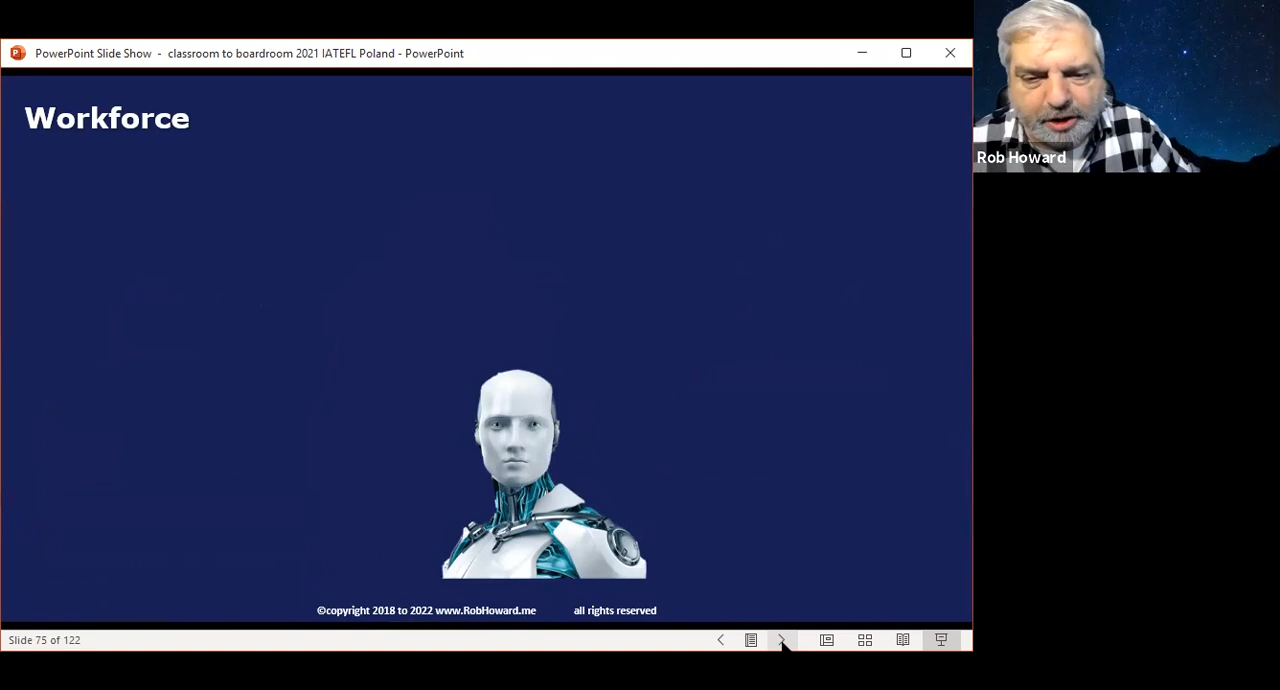 PowerPoint Slide Show - classroom to boardroom 2021 IATEFL Poland - PowerPoint
Rob Howard
Workforce
©copyright 2018 to 2022 www.RobHoward.me all rights reserved
Slide 75 of 122